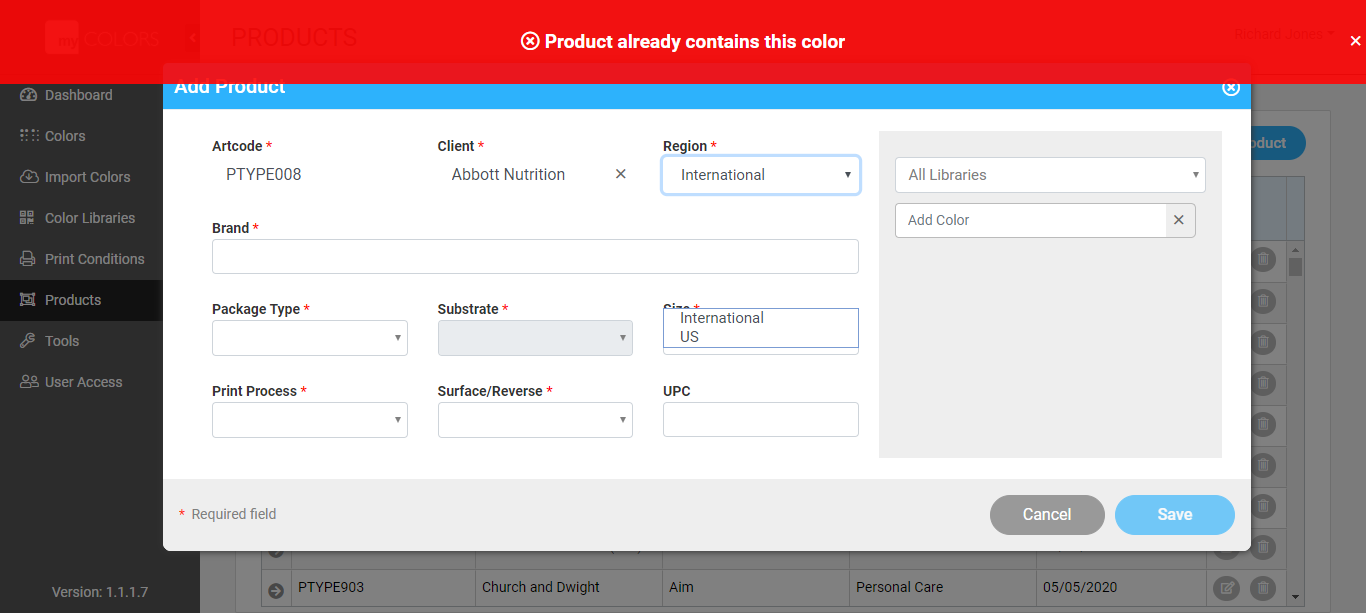 my COLORS
PRODUCTS
Product already contains this color
Richard Jones
Dashboard
Colors
Import Colors
Color Libraries
Print Conditions
Products
Tools
User Access
Version: 1.1.1.7
Add Product
Artcode *
PTYPE008
Client *
Abbott Nutrition
Region *
International
Brand *
Package Type *
Substrate *
Size *
International
US
Print Process *
Surface/Reverse *
UPC
All Libraries
Add Color
* Required field
Cancel
Save
oduct
PTYPE903
Church and Dwight
Aim
Personal Care
05/05/2020